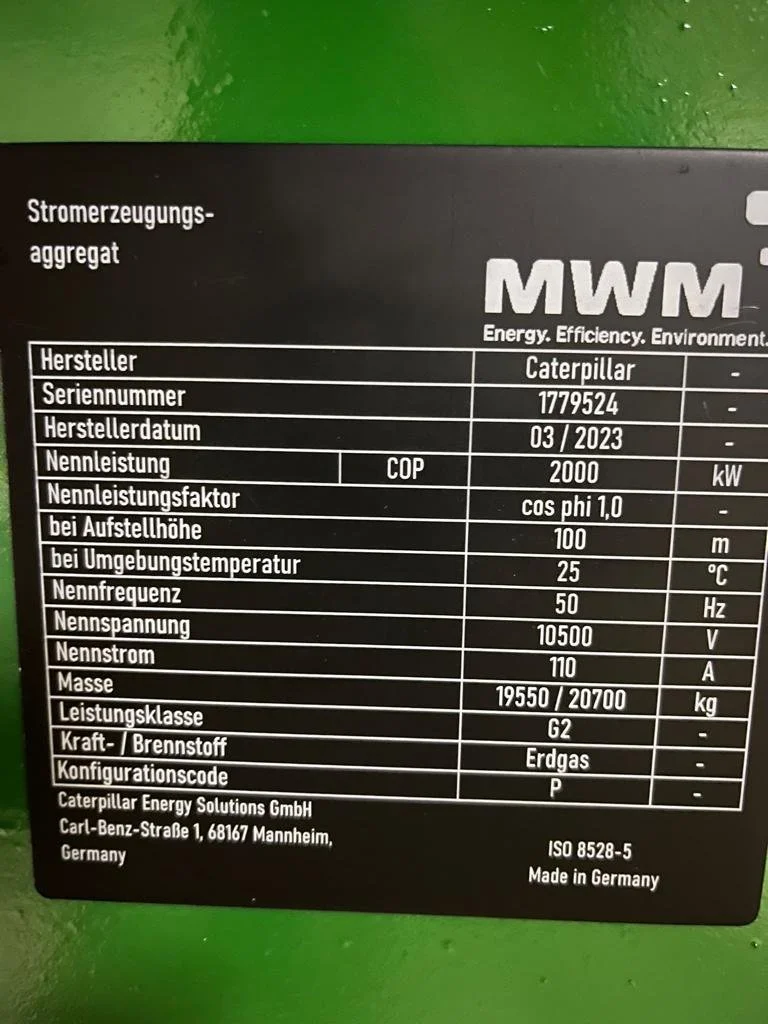 Stromerzeugungs-
aggregat
MWM
Energy. Efficiency. Environment.
Hersteller Caterpillar -
Seriennummer 1779524 -
Herstellerdatum 03 / 2023 -
Nennleistung COP 2000 kW
Nennleistungsfaktor cos phi 1,0 -
bei Aufstellhöhe 100 m
bei Umgebungstemperatur 25 °C
Nennfrequenz 50 Hz
Nennspannung 10500 V
Nennstrom 110 A
Masse 19550 / 20700 kg
Leistungsklasse G2 -
Kraft- / Brennstoff Erdgas -
Konfigurationscode P -
Caterpillar Energy Solutions GmbH
Carl-Benz-Straße 1, 68167 Mannheim,
Germany
ISO 8528-5
Made in Germany